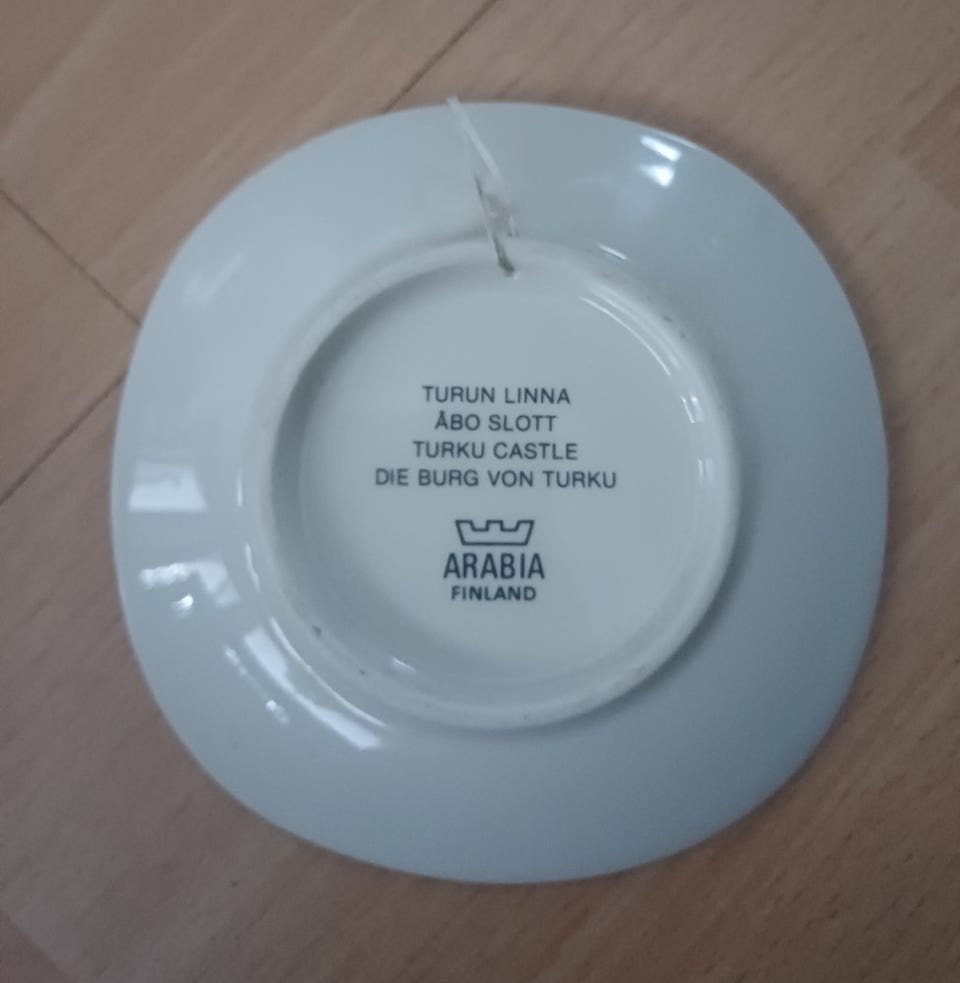 TURUN LINNA
ÅBO SLOTT
TURKU CASTLE
DIE BURG VON TURKU
ARABIA
FINLAND